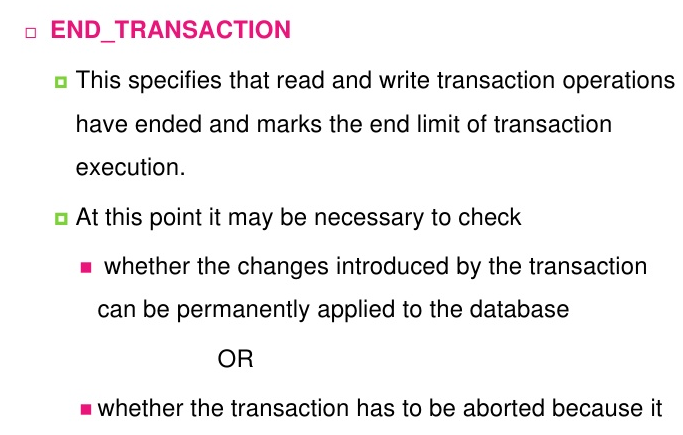 END_TRANSACTION
This specifies that read and write transaction operations
have ended and marks the end limit of transaction
execution.
At this point it may be necessary to check
whether the changes introduced by the transaction
can be permanently applied to the database
OR
whether the transaction has to be aborted because it